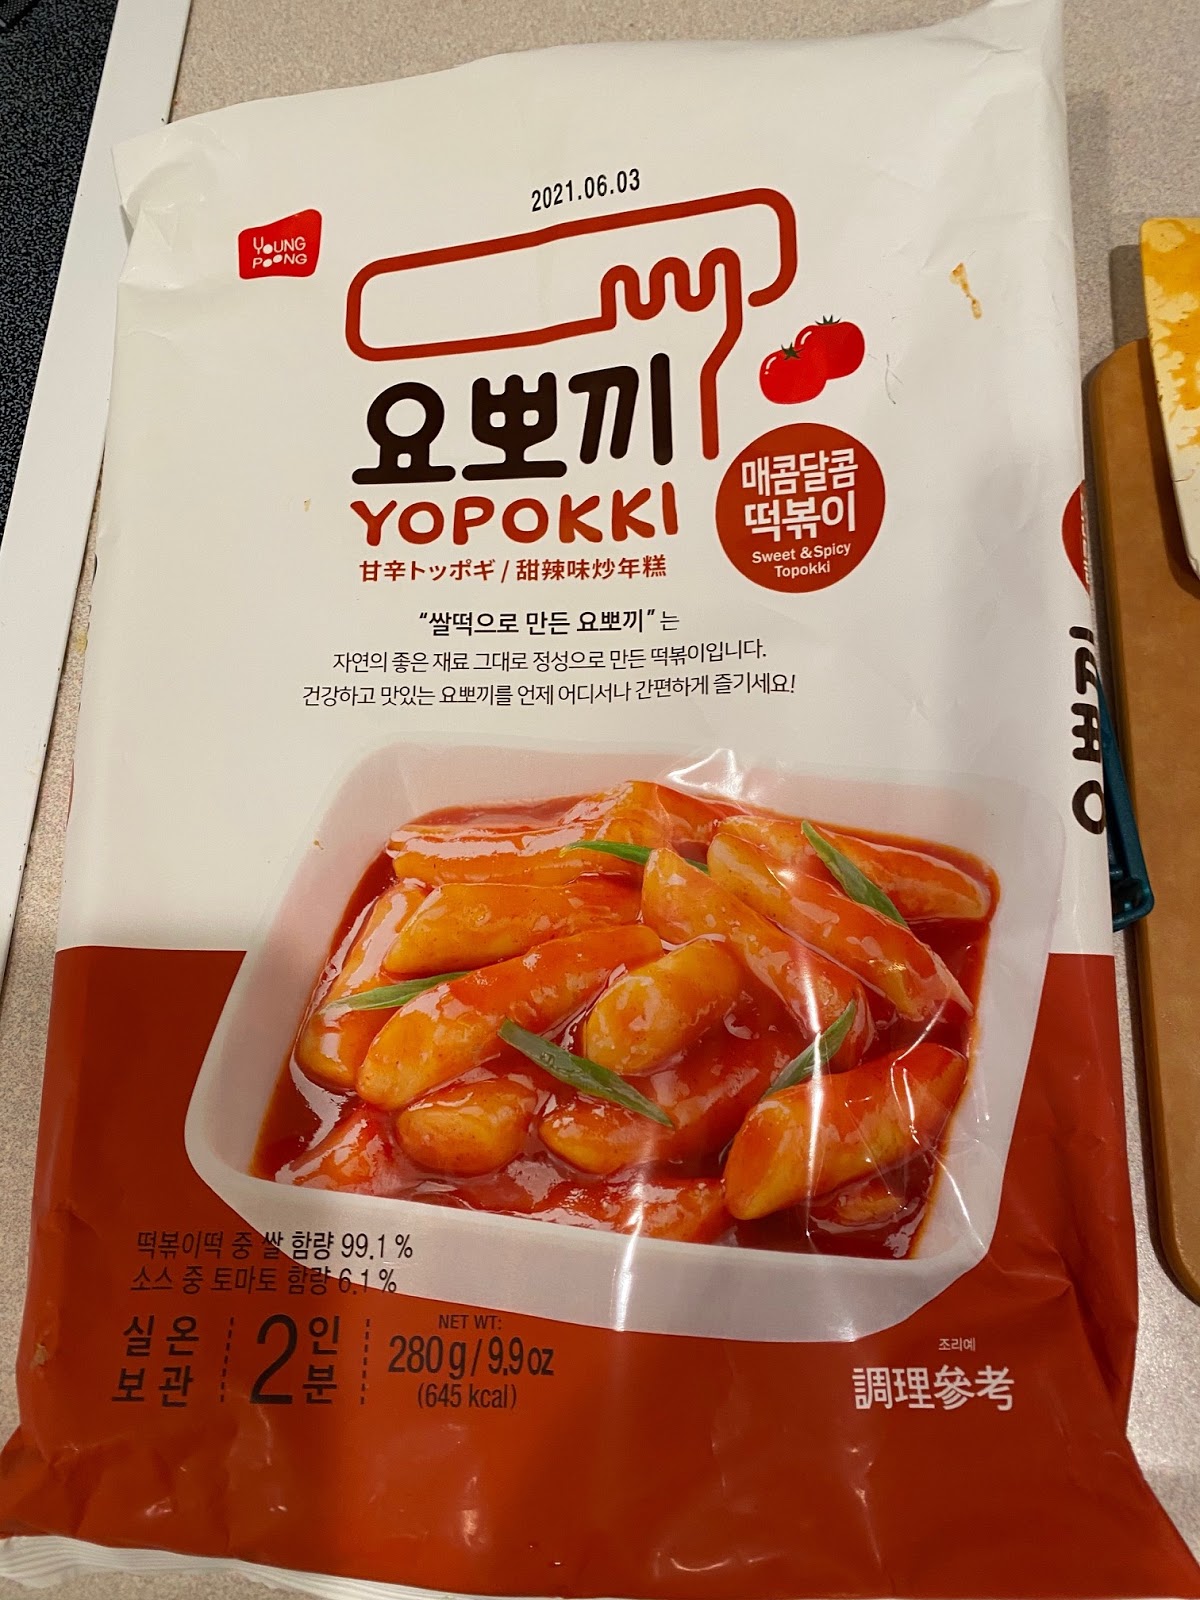 2021.06.03
YOUNG
POONG
요뽀끼
YOPOKKI
甘辛トッポギ / 甜辣味炒年糕
매콤달콤
떡볶이
Sweet & Spicy
Topokki
“쌀떡으로 만든 요뽀끼” 는
자연의 좋은 재료 그대로 정성으로 만든 떡볶이입니다.
건강하고 맛있는 요뽀끼를 언제 어디서나 간편하게 즐기세요!
떡볶이떡 중 쌀 함량 99.1 %
소스 중 토마토 함량 6.1 %
실온
보관
2인
분
NET WT:
280 g / 9.9 oz
(645 kcal)
조리예
調理參考